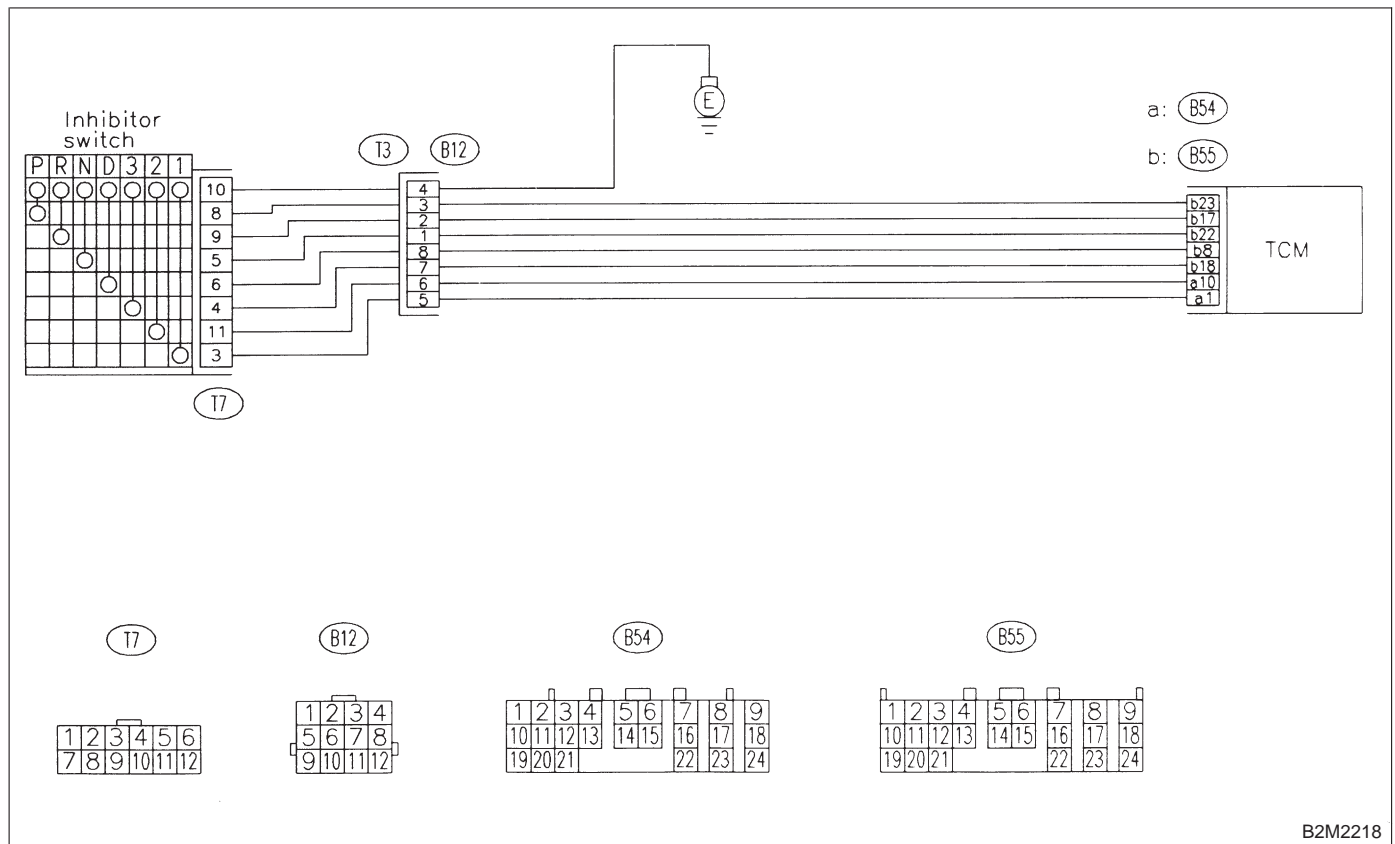 E
a: B54
Inhibitor
switch
T3 B12
b: B55
P R N D 3 2 1
10 4
8 3 b23
2 b17
9 1 b22
5 8 b8
6 7 b18
4 6 a10
11 5 a1
3
TCM
T7
T7 B12 B54 B55
1 2 3 4 5 6
7 8 9 10 11 12
1 2 3 4
5 6 7 8
9 10 11 12
1 2 3 4 5 6 7 8 9
10 11 12 13 14 15 16 17 18
19 20 21 22 23 24
1 2 3 4 5 6 7 8 9
10 11 12 13 14 15 16 17 18
19 20 21 22 23 24
B2M2218